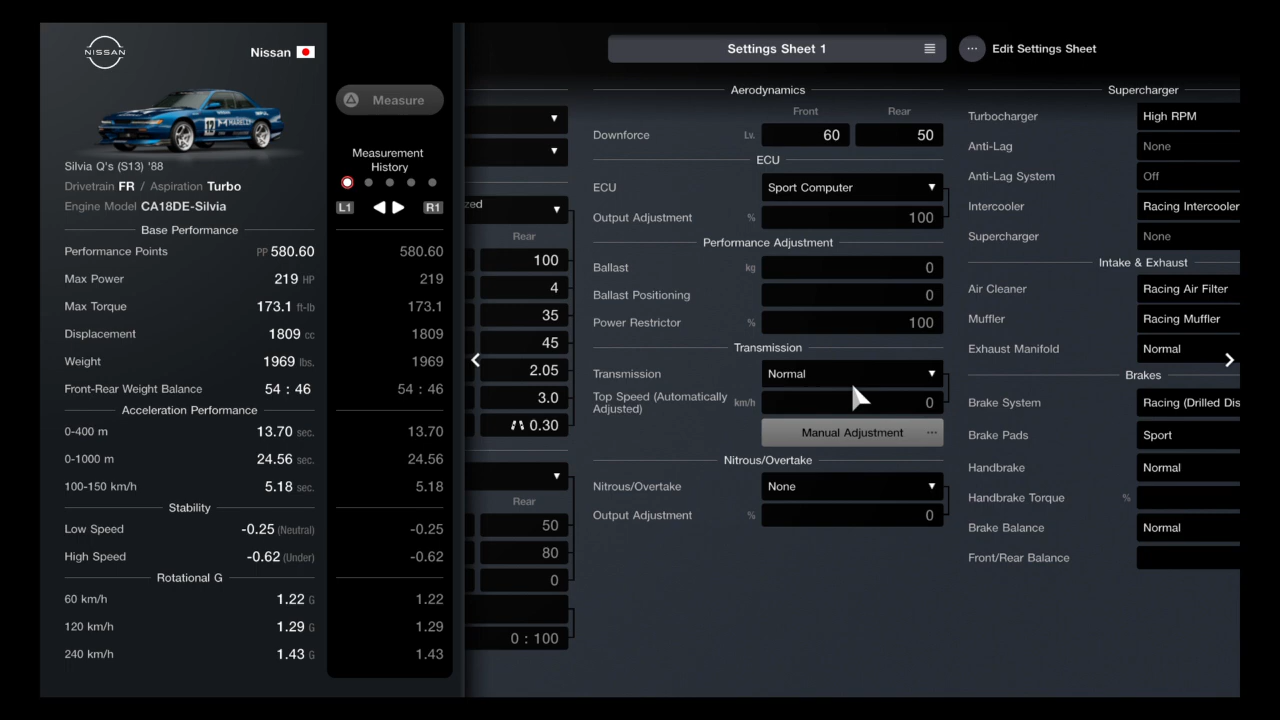 NISSAN
Nissan
12 MARELLI
Silvia Q's (S13) '88
Drivetrain FR / Aspiration Turbo
Engine Model CA18DE-Silvia
Base Performance
Performance Points PP 580.60
Max Power 219 HP
Max Torque 173.1 ft-lb
Displacement 1809 cc
Weight 1969 lbs.
Front-Rear Weight Balance 54 : 46
Acceleration Performance
0-400 m 13.70 sec.
0-1000 m 24.56 sec.
100-150 km/h 5.18 sec.
Stability
Low Speed -0.25 (Neutral)
High Speed -0.62 (Under)
Rotational G
60 km/h 1.22 G
120 km/h 1.29 G
240 km/h 1.43 G
Measure
Measurement
History
L1 R1
580.60
219
173.1
1809
1969
54 : 46
13.70
24.56
5.18
-0.25
-0.62
1.22
1.29
1.43
zed
Rear
100
4
35
45
2.05
3.0
0.30
Rear
50
80
0
0 : 100
Settings Sheet 1
... Edit Settings Sheet
Aerodynamics
Front Rear
Downforce Lv. 60 50
ECU
ECU Sport Computer
Output Adjustment % 100
Performance Adjustment
Ballast kg 0
Ballast Positioning 0
Power Restrictor % 100
Transmission
Transmission Normal
Top Speed (Automatically
Adjusted) km/h 0
Manual Adjustment ...
Nitrous/Overtake
Nitrous/Overtake None
Output Adjustment % 0
Supercharger
Turbocharger High RPM
Anti-Lag None
Anti-Lag System Off
Intercooler Racing Intercooler
Supercharger None
Intake & Exhaust
Air Cleaner Racing Air Filter
Muffler Racing Muffler
Exhaust Manifold Normal
Brakes
Brake System Racing (Drilled Dis
Brake Pads Sport
Handbrake Normal
Handbrake Torque %
Brake Balance Normal
Front/Rear Balance